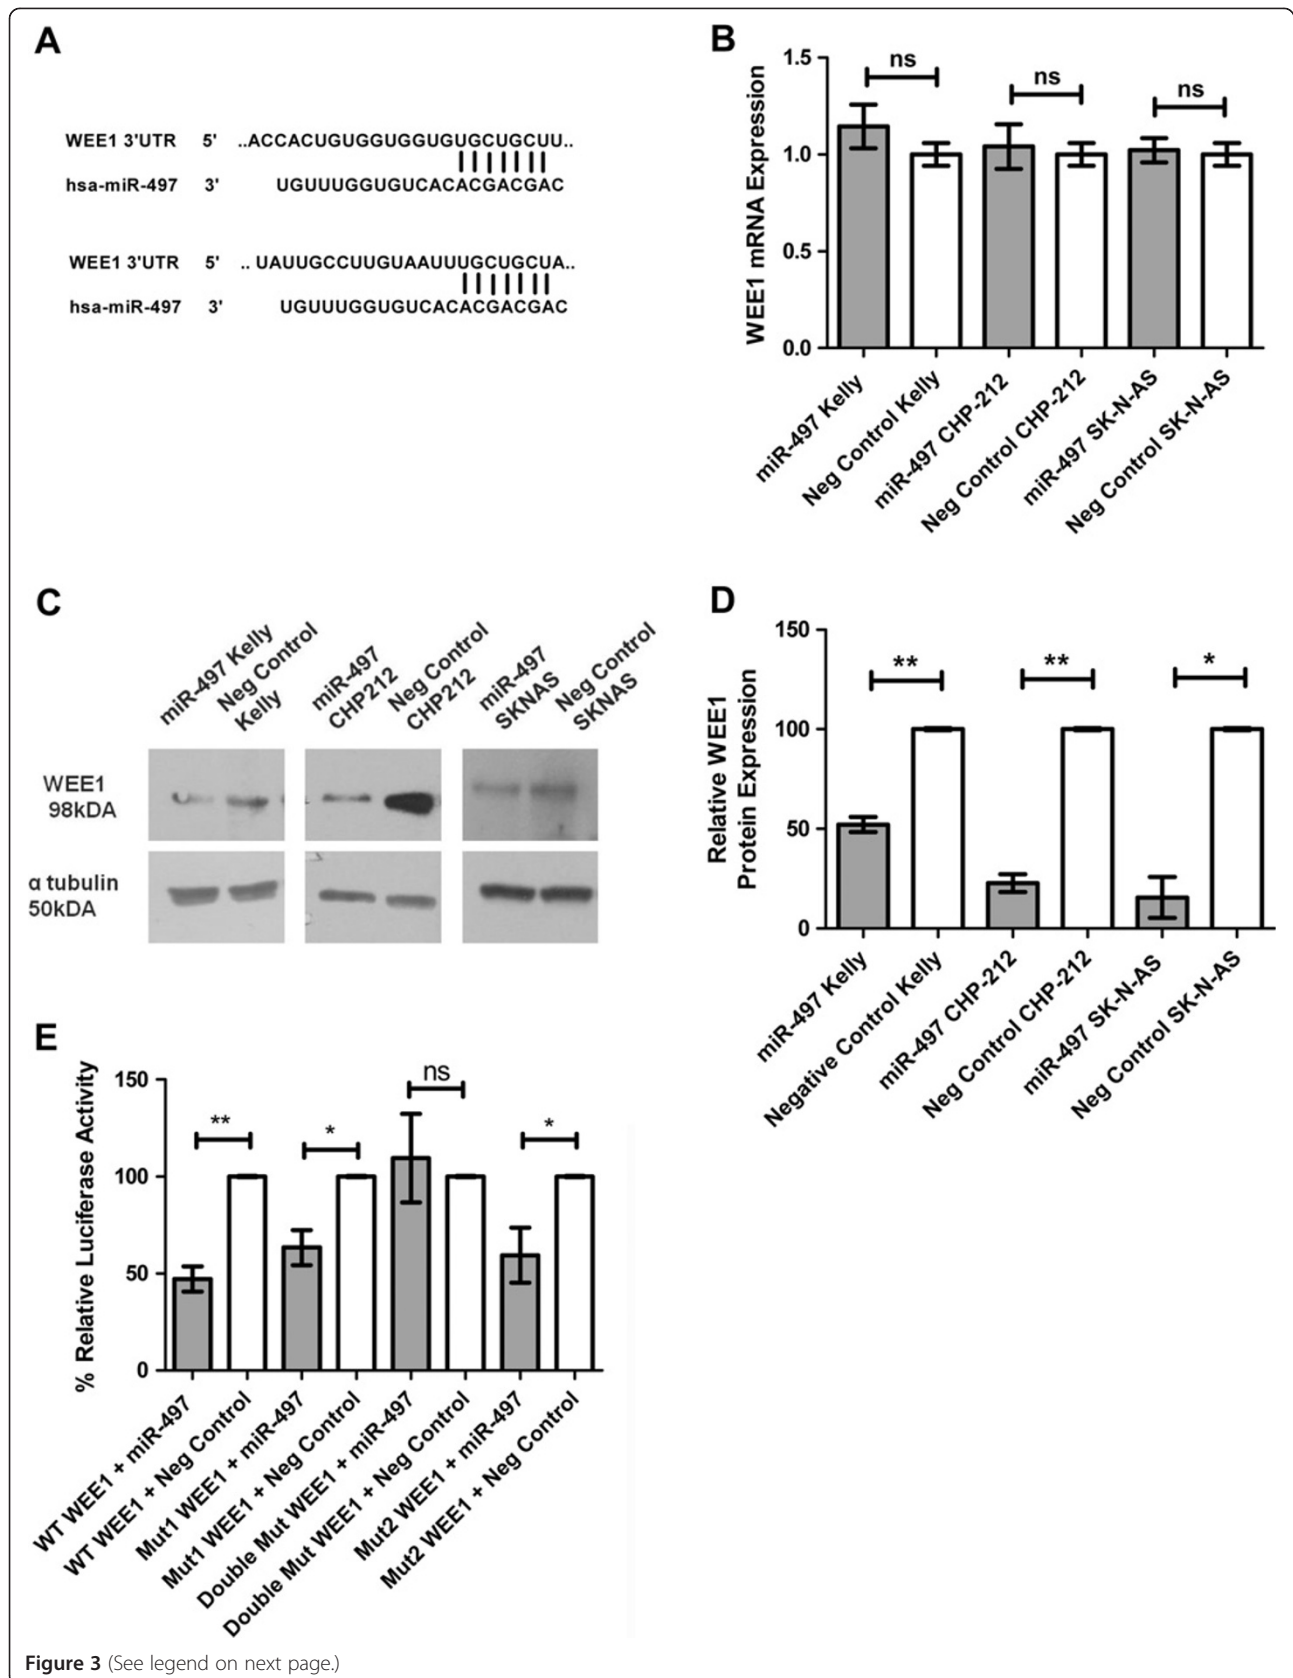 A
WEE1 3'UTR 5' ..ACCACUGUGGUGGUGUGCUGCUU..
hsa-miR-497 3' UGUUUGGUGUCACACGACGAC
WEE1 3'UTR 5' .. UAUUGCCUUGUAAUUUGCUGCUA..
hsa-miR-497 3' UGUUUGGUGUCACACGACGAC
B
WEE1 mRNA Expression
1.5
1.0
0.5
0.0
ns
ns
ns
miR-497 Kelly
Neg Control Kelly
miR-497 CHP-212
Neg Control CHP-212
miR-497 SK-N-AS
Neg Control SK-N-AS
C
miR-497 Kelly
Neg Control
Kelly
miR-497
CHP212
Neg Control
CHP212
miR-497
SKNAS
Neg Control
SKNAS
WEE1
98kDA
α tubulin
50kDA
D
Relative WEE1
Protein Expression
150
100
50
0
**
**
*
miR-497 Kelly
Negative Control Kelly
miR-497 CHP-212
Neg Control CHP-212
miR-497 SK-N-AS
Neg Control SK-N-AS
E
% Relative Luciferase Activity
150
100
50
0
**
*
ns
*
WT WEE1 + miR-497
WT WEE1 + Neg Control
Mut1 WEE1 + miR-497
Mut1 WEE1 + Neg Control
Double Mut WEE1 + miR-497
Double Mut WEE1 + Neg Control
Mut2 WEE1 + miR-497
Mut2 WEE1 + Neg Control
Figure 3 (See legend on next page.)